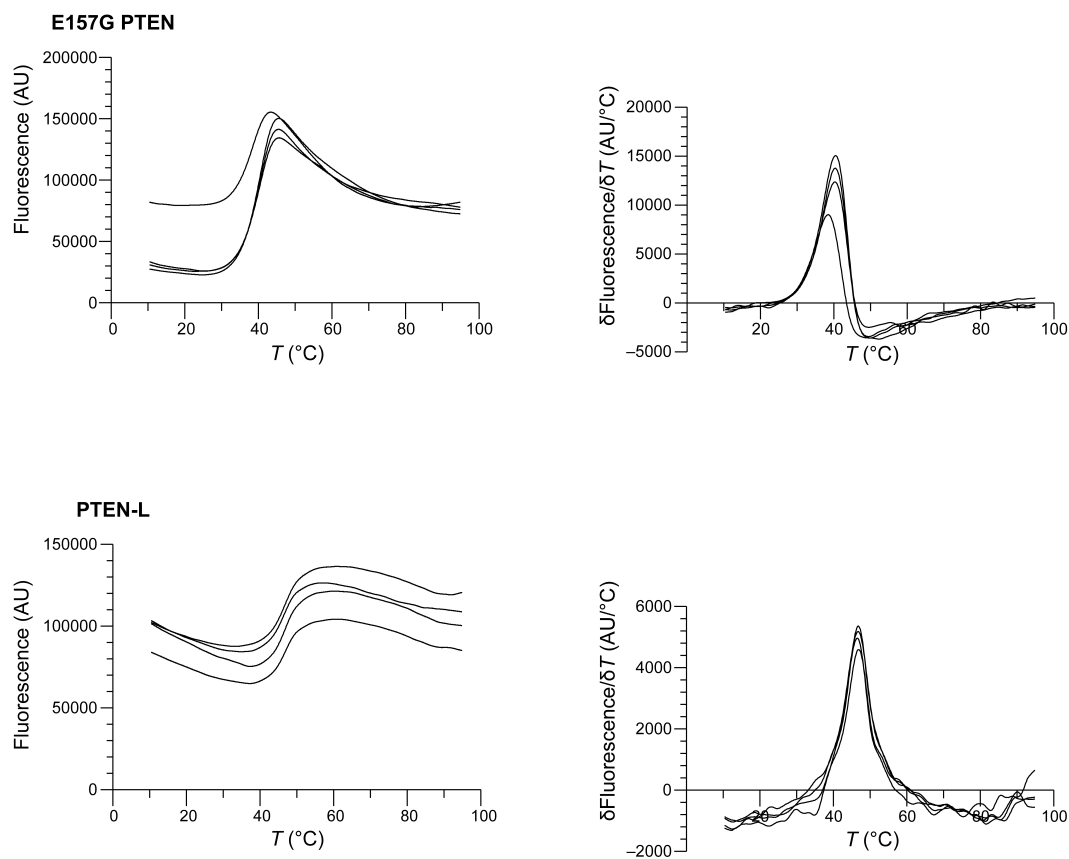 E157G PTEN
Fluorescence (AU)
200000
150000
100000
50000
0
0 20 40 60 80 100
T (°C)
δFluorescence/δT (AU/°C)
20000
15000
10000
5000
0
–5000
20 40 60 80 100
T (°C)
PTEN-L
Fluorescence (AU)
150000
100000
50000
0
0 20 40 60 80 100
T (°C)
δFluorescence/δT (AU/°C)
6000
4000
2000
0
–2000
20 40 60 80 100
T (°C)